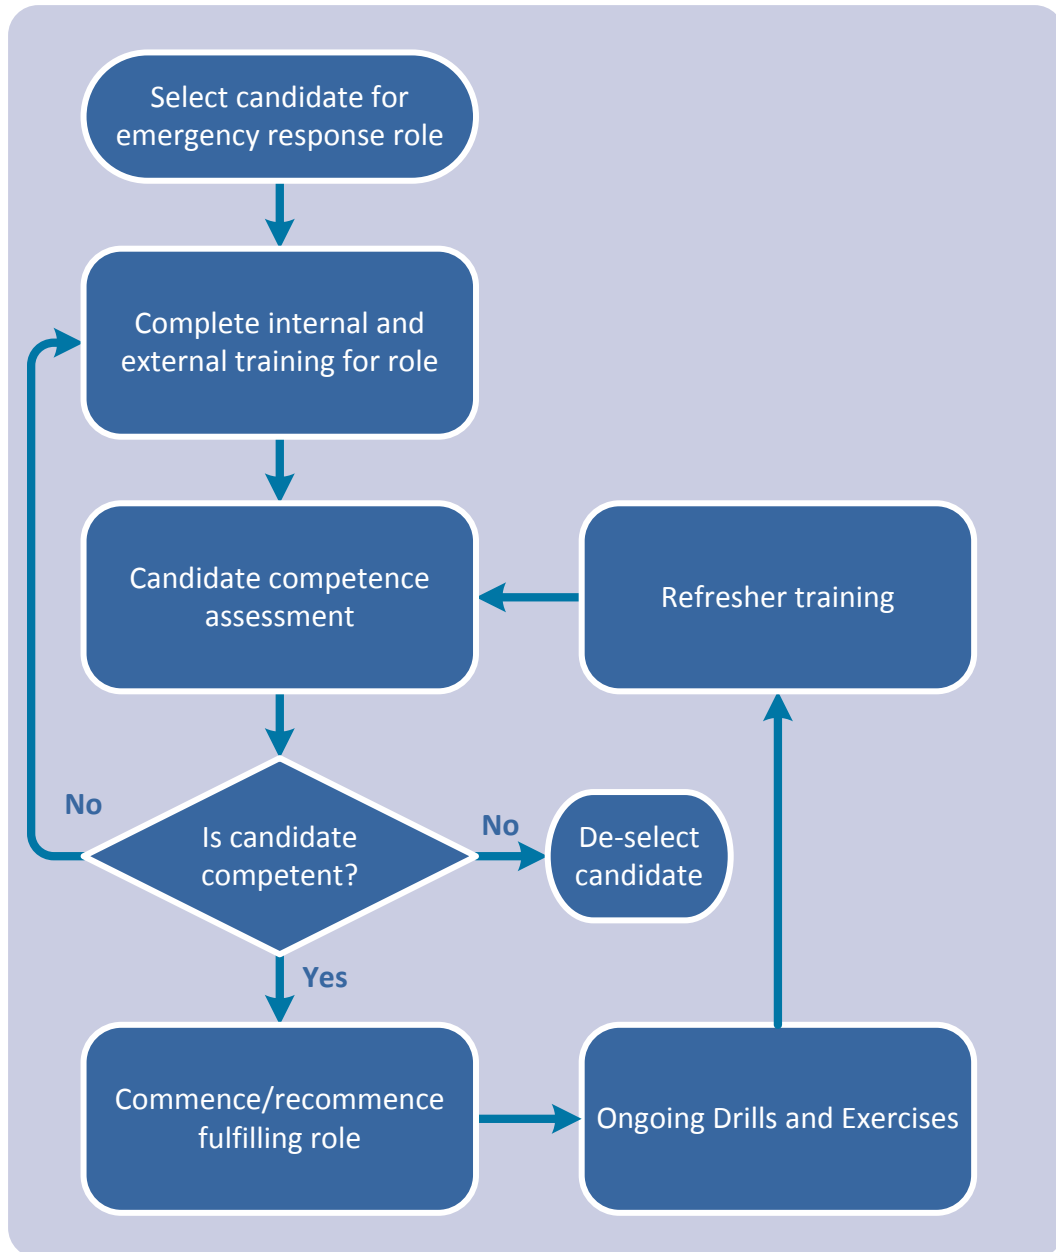 Select candidate for
emergency response role
Complete internal and
external training for role
Candidate competence
assessment
Refresher training
No
Is candidate
competent?
No
De-select
candidate
Yes
Commence/recommence
fulfilling role
Ongoing Drills and Exercises